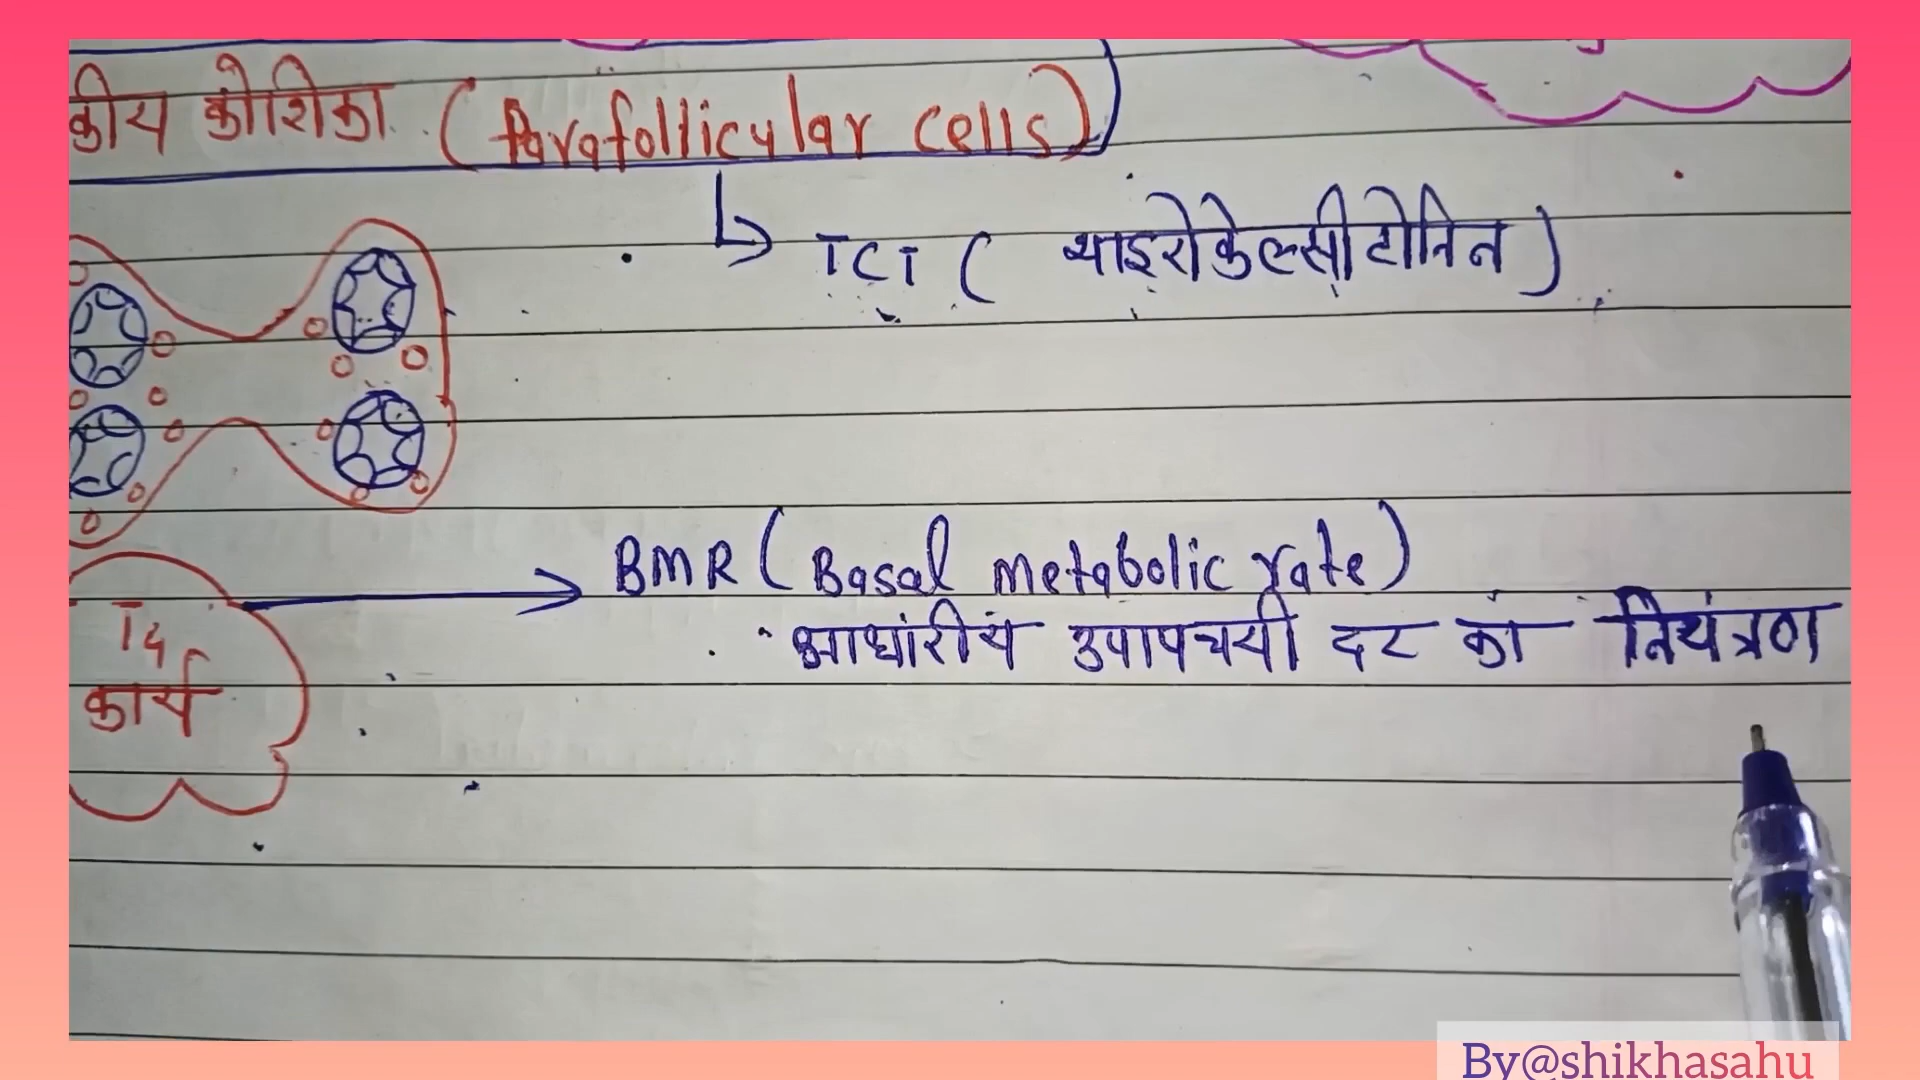 कीय कोशिका (Parafollicular cells)
TCT ( थाइरोकेल्सीटोनिन )
BMR ( Basal metabolic rate )
आधारीय उपापचयी दर का नियंत्रण
T4
कार्य
By@shikhasahu